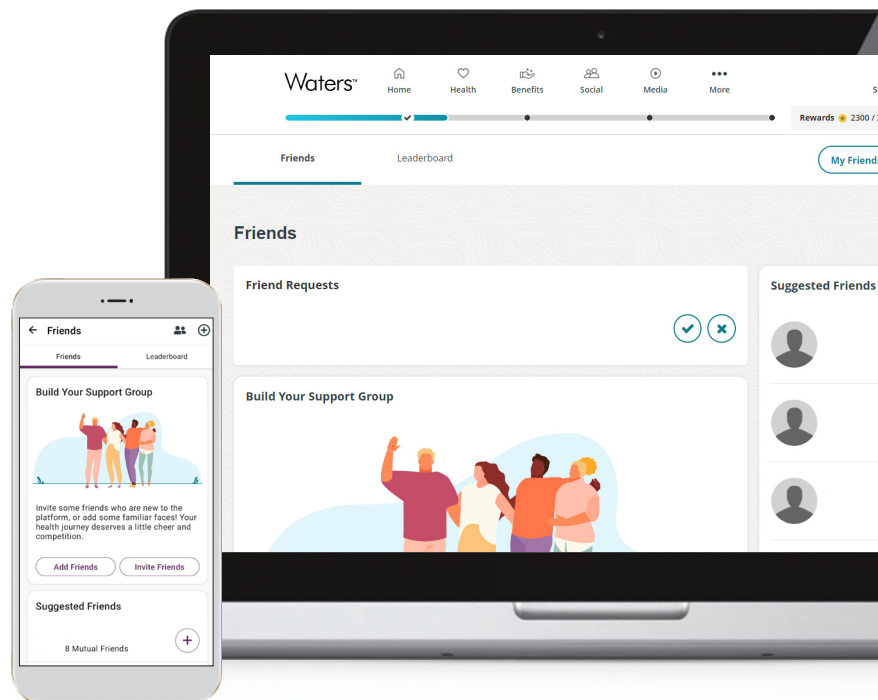 Waters™
Home
Health
Benefits
Social
Media
More
Rewards 2300 /
Friends
Leaderboard
My Friends
Friends
Friend Requests
Suggested Friends
Build Your Support Group
Friends
Friends
Leaderboard
Build Your Support Group
Invite some friends who are new to the
platform, or add some familiar faces! Your
health journey deserves a little cheer and
competition.
Add Friends
Invite Friends
Suggested Friends
8 Mutual Friends